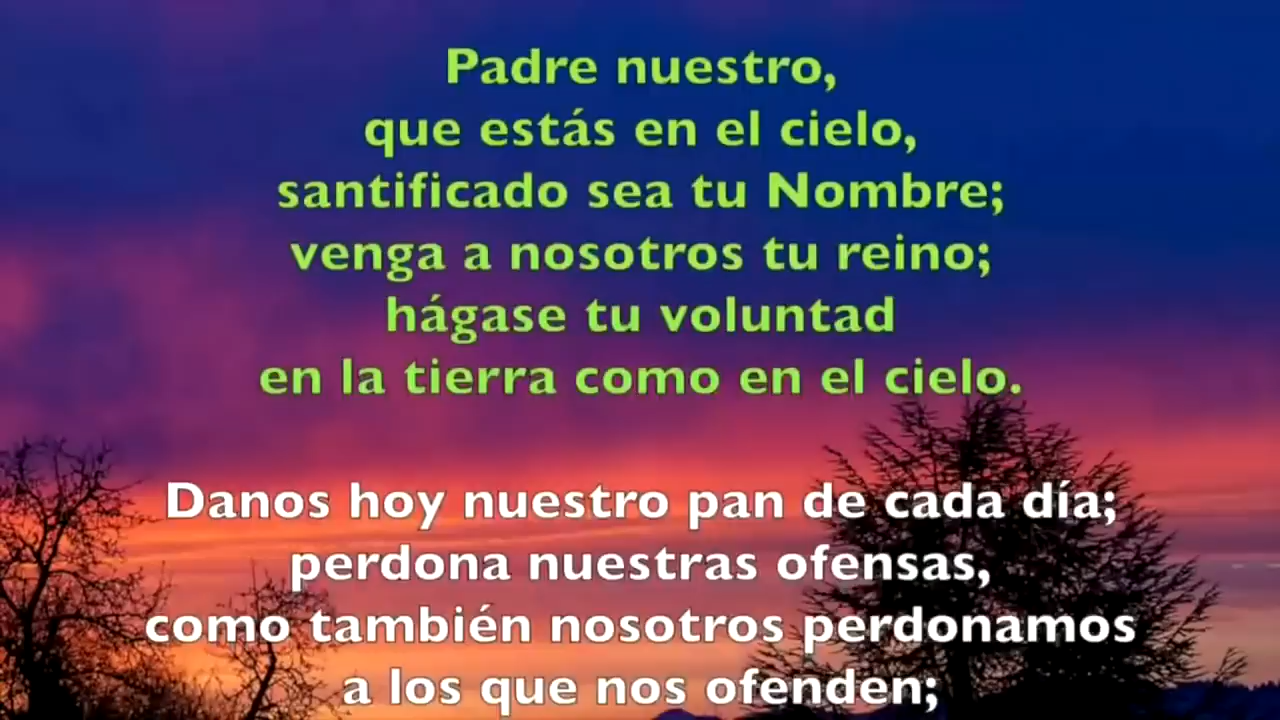 Padre nuestro,
que estás en el cielo,
santificado sea tu Nombre;
venga a nosotros tu reino;
hágase tu voluntad
en la tierra como en el cielo.
Danos hoy nuestro pan de cada día;
perdona nuestras ofensas,
como también nosotros perdonamos
a los que nos ofenden;